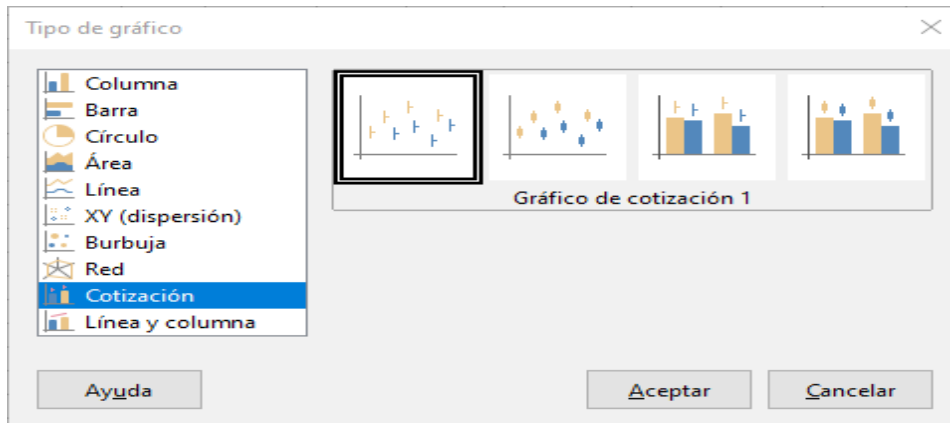 Tipo de gráfico
Columna
Barra
Círculo
Área
Línea
XY (dispersión)
Burbuja
Red
Cotización
Línea y columna
Gráfico de cotización 1
Ayuda
Aceptar
Cancelar